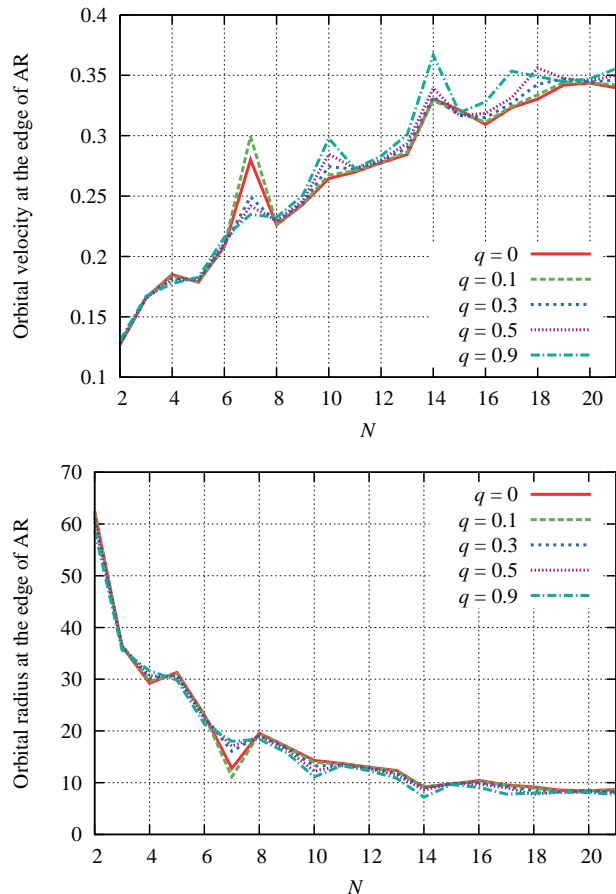 Orbital velocity at the edge of AR
0.4
0.35
0.3
0.25
0.2
0.15
0.1
q = 0
q = 0.1
q = 0.3
q = 0.5
q = 0.9
2 4 6 8 10 12 14 16 18 20
N
Orbital radius at the edge of AR
70
60
50
40
30
20
10
0
q = 0
q = 0.1
q = 0.3
q = 0.5
q = 0.9
2 4 6 8 10 12 14 16 18 20
N